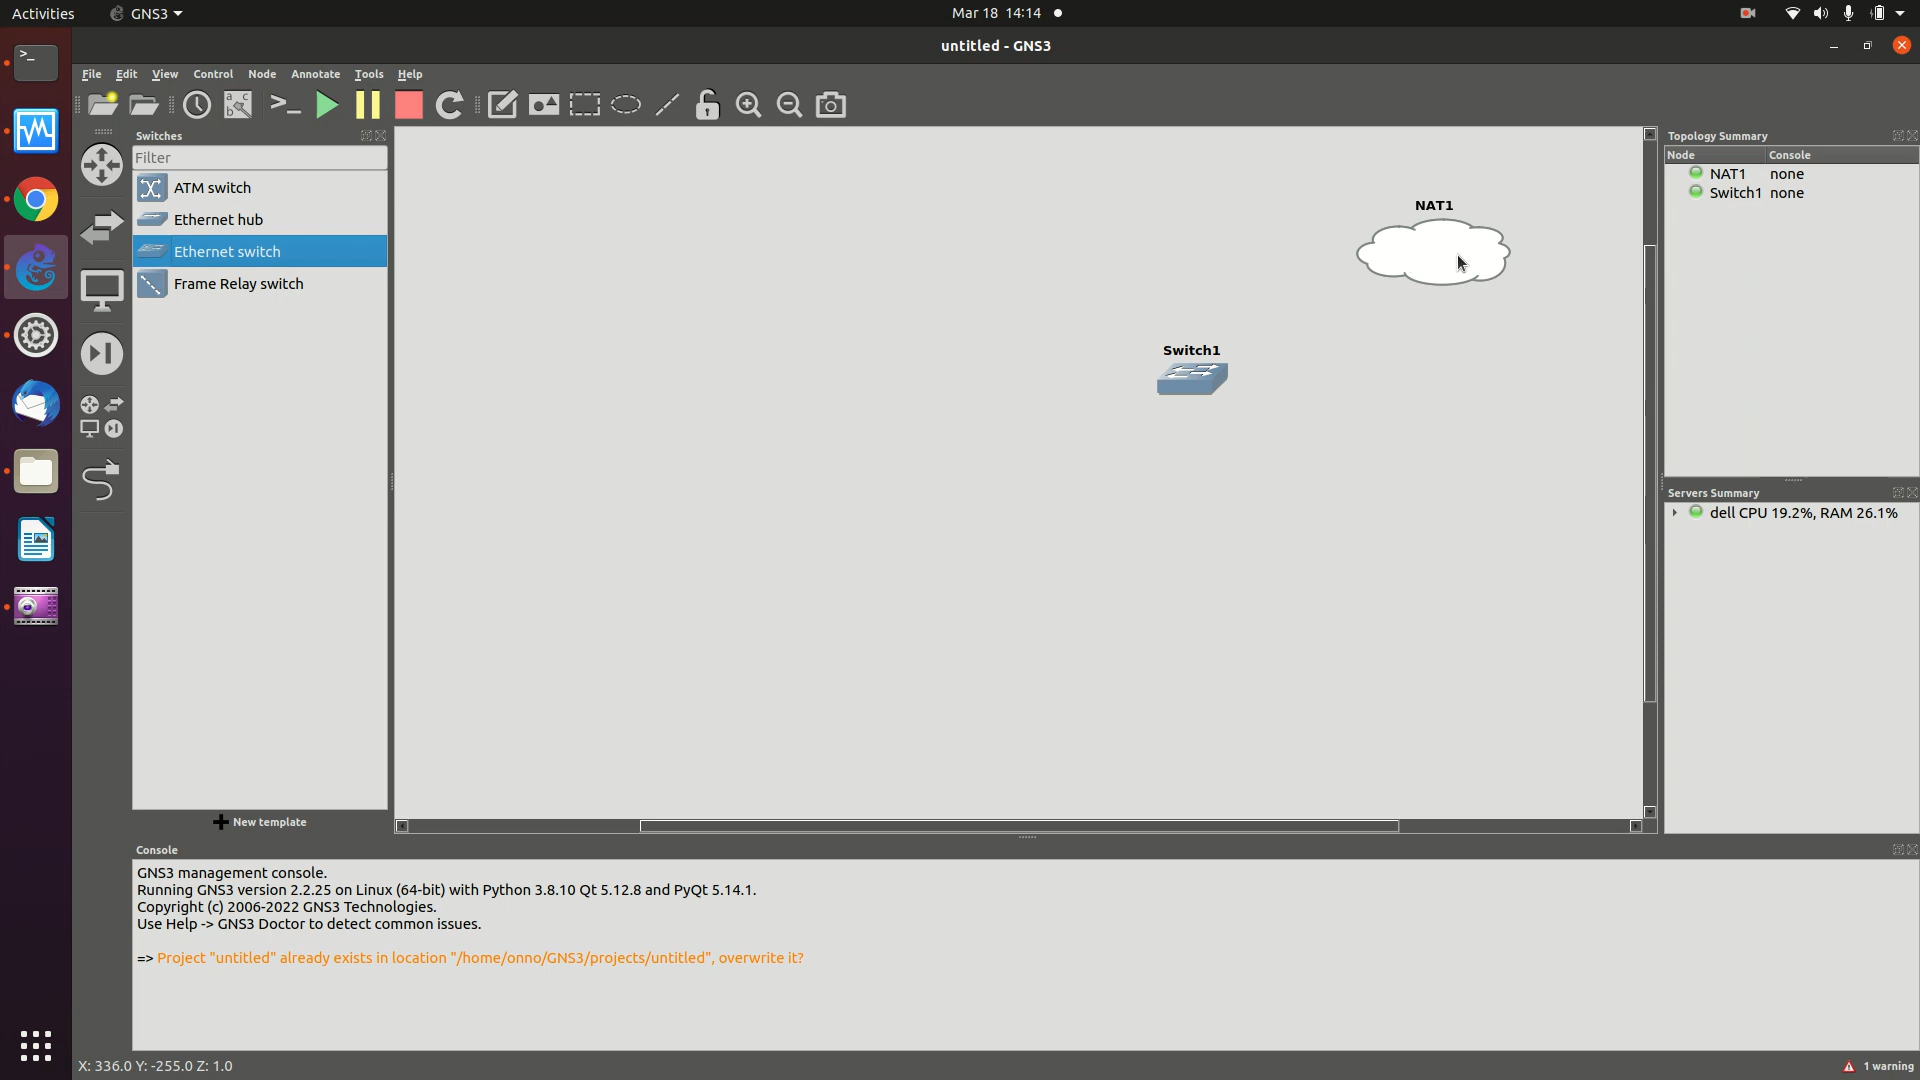 Activities
GNS3
Mar 18 14:14
untitled - GNS3
File Edit View Control Node Annotate Tools Help
Switches
Filter
ATM switch
Ethernet hub
Ethernet switch
Frame Relay switch
New template
NAT1
Switch1
Topology Summary
Node Console
NAT1 none
Switch1 none
Servers Summary
dell CPU 19.2%, RAM 26.1%
Console
GNS3 management console.
Running GNS3 version 2.2.25 on Linux (64-bit) with Python 3.8.10 Qt 5.12.8 and PyQt 5.14.1.
Copyright (c) 2006-2022 GNS3 Technologies.
Use Help -> GNS3 Doctor to detect common issues.
=> Project "untitled" already exists in location "/home/onno/GNS3/projects/untitled", overwrite it?
X: 336.0 Y: -255.0 Z: 1.0
1 warning